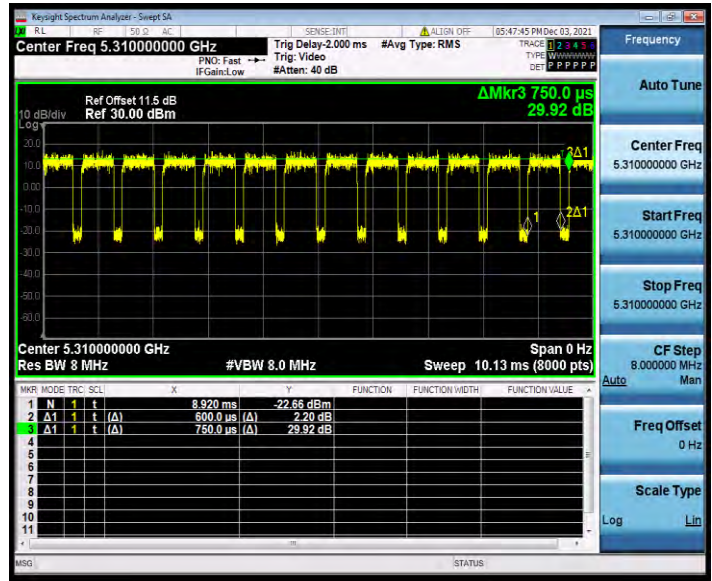 Keysight Spectrum Analyzer - Swept SA
RL RF 50 Ω AC SENSE:INT ALIGN OFF 05:47:45 PM Dec 03, 2021
Center Freq 5.310000000 GHz
PNO: Fast
IFGain:Low
Trig Delay-2.000 ms
Trig: Video
#Atten: 40 dB
#Avg Type: RMS
TRACE 1 2 3 4 5 6
TYPE WWWWWW
DET P P P P P P
ΔMkr3 750.0 µs
29.92 dB
Ref Offset 11.5 dB
10 dB/div Ref 30.00 dBm
Log
20.0
10.0
0.00
-10.0
-20.0
-30.0
-40.0
-50.0
-60.0
3Δ1
1
2Δ1
Center 5.310000000 GHz Span 0 Hz
Res BW 8 MHz #VBW 8.0 MHz Sweep 10.13 ms (8000 pts)
MKR MODE TRC SCL X Y FUNCTION FUNCTION WIDTH FUNCTION VALUE
1 N 1 t 8.920 ms -22.66 dBm
2 Δ1 1 t (Δ) 600.0 µs (Δ) 2.20 dB
3 Δ1 1 t (Δ) 750.0 µs (Δ) 29.92 dB
4
5
6
7
8
9
10
11
MSG STATUS
Frequency
Auto Tune
Center Freq
5.310000000 GHz
Start Freq
5.310000000 GHz
Stop Freq
5.310000000 GHz
CF Step
8.000000 MHz
Auto Man
Freq Offset
0 Hz
Scale Type
Log Lin